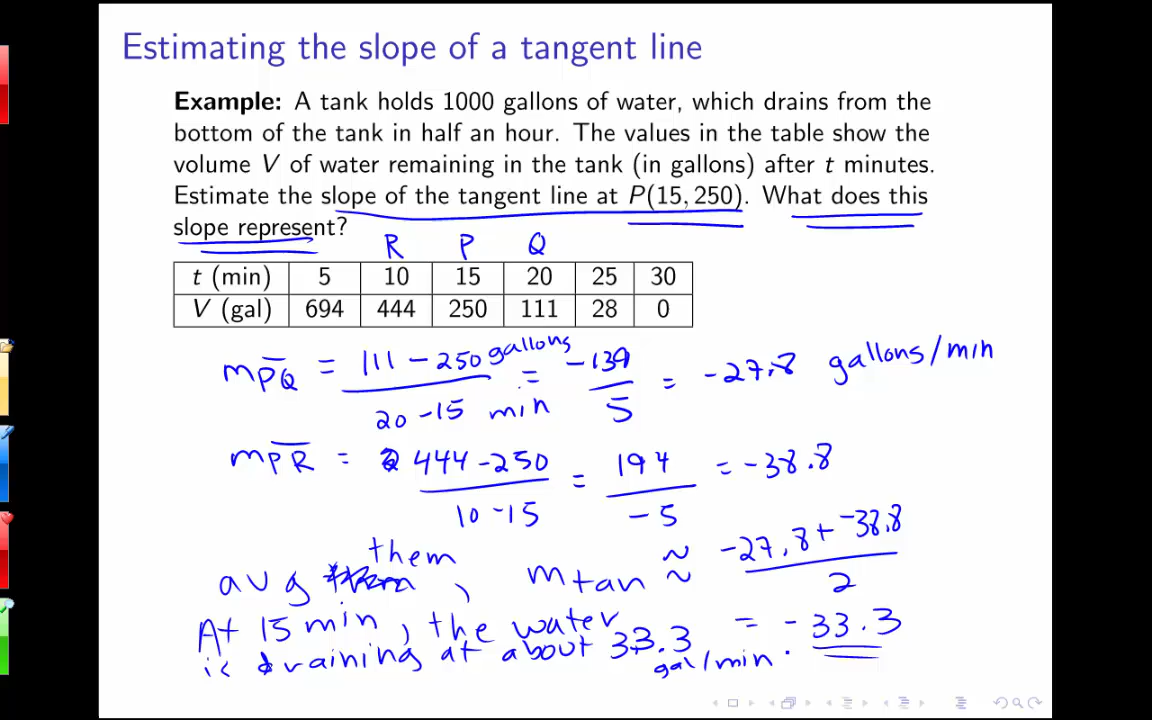 Estimating the slope of a tangent line
Example: A tank holds 1000 gallons of water, which drains from the
bottom of the tank in half an hour. The values in the table show the
volume V of water remaining in the tank (in gallons) after t minutes.
Estimate the slope of the tangent line at P(15, 250). What does this
slope represent?
R P Q
t (min) 5 10 15 20 25 30
V (gal) 694 444 250 111 28 0
mPQ = 111 - 250 gallons / 20 - 15 min = -139 / 5 = -27.8 gallons/min
mPR = 444 - 250 / 10 - 15 = 194 / -5 = -38.8
avg them, mtan ≈ -27.8 + -38.8 / 2
= -33.3
At 15 min, the water
is draining at about 33.3
gal/min.